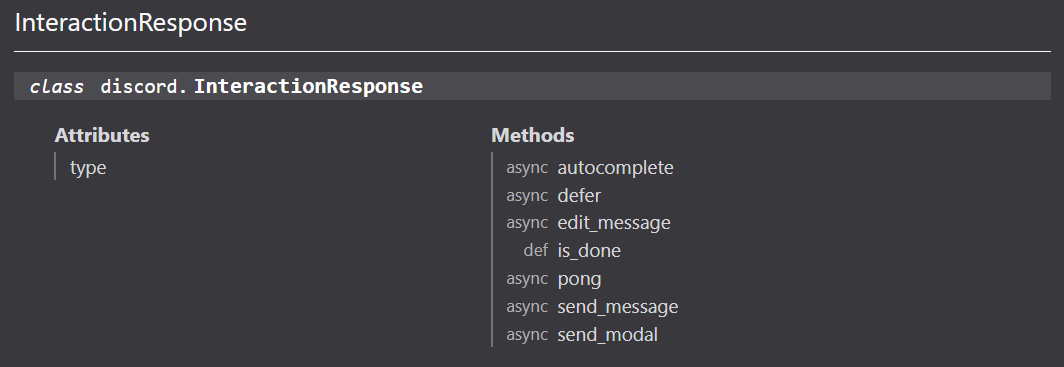 InteractionResponse
class discord.InteractionResponse
Attributes
type
Methods
async autocomplete
async defer
async edit_message
def is_done
async pong
async send_message
async send_modal